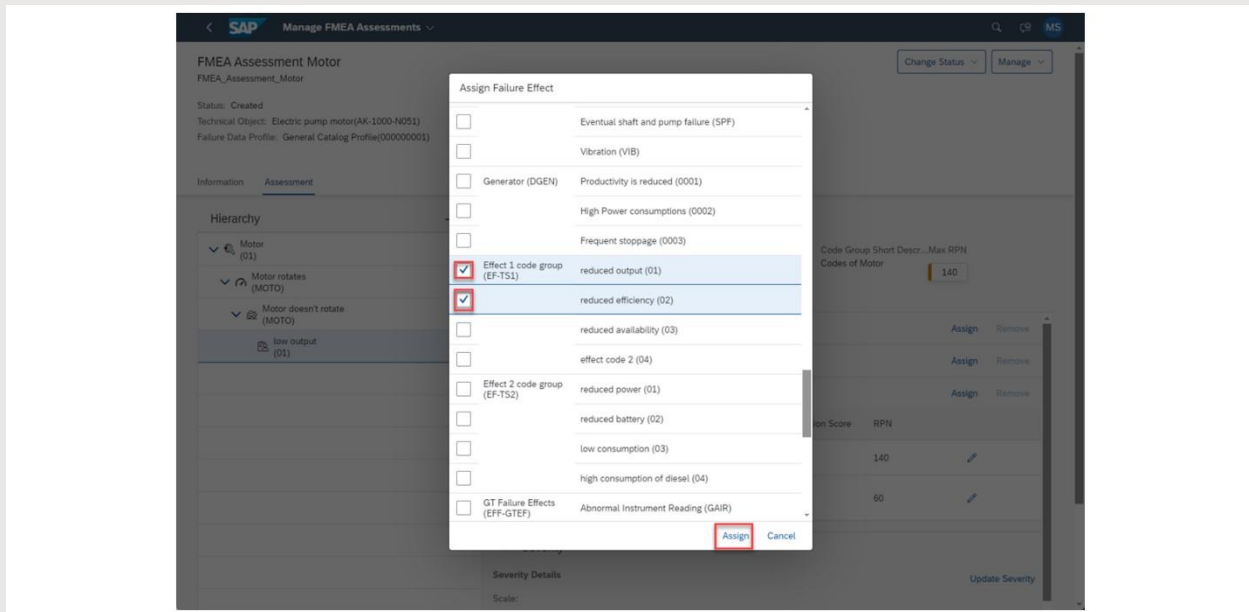 SAP
Manage FMEA Assessments
MS
FMEA Assessment Motor
FMEA_Assessment_Motor
Change Status
Manage
Status: Created
Technical Object: Electric pump motor(AK-1000-N051)
Failure Data Profile: General Catalog Profile(000000001)
Information Assessment
Hierarchy
Motor
(01)
Motor rotates
(MOTO)
Motor doesn't rotate
(MOTO)
low output
(01)
Code Group Short Descr...Max RPN
Codes of Motor
140
Assign Remove
Assign Remove
Assign Remove
ion Score RPN
140
60
Assign Failure Effect
Eventual shaft and pump failure (SPF)
Vibration (VIB)
Generator (DGEN) Productivity is reduced (0001)
High Power consumptions (0002)
Frequent stoppage (0003)
Effect 1 code group
(EF-TS1)
reduced output (01)
reduced efficiency (02)
reduced availability (03)
effect code 2 (04)
Effect 2 code group
(EF-TS2)
reduced power (01)
reduced battery (02)
low consumption (03)
high consumption of diesel (04)
GT Failure Effects
(EFF-GTEF)
Abnormal Instrument Reading (GAIR)
Assign Cancel
Severity Details
Update Severity
Scale: